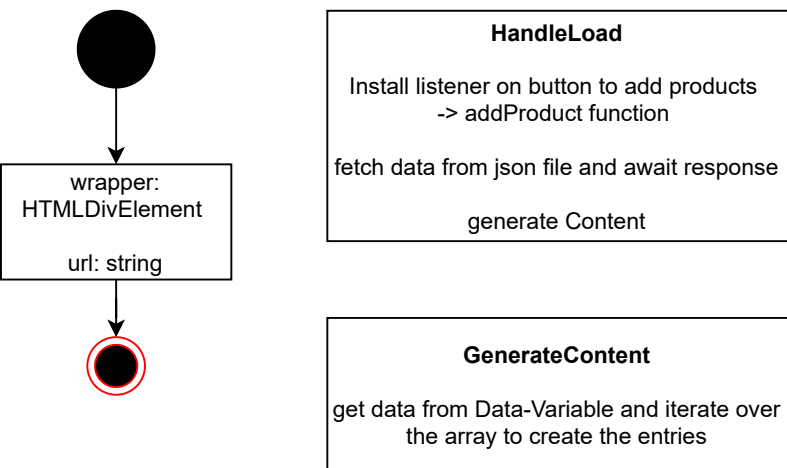 wrapper:
HTMLDivElement
url: string
HandleLoad
Install listener on button to add products
-> addProduct function
fetch data from json file and await response
generate Content
GenerateContent
get data from Data-Variable and iterate over
the array to create the entries